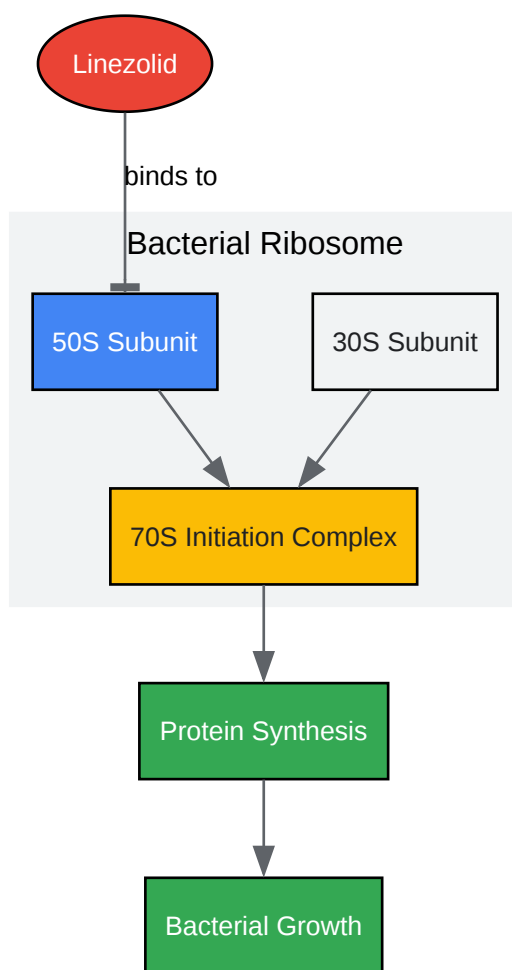 Linezolid
binds to
Bacterial Ribosome
50S Subunit
30S Subunit
70S Initiation Complex
Protein Synthesis
Bacterial Growth